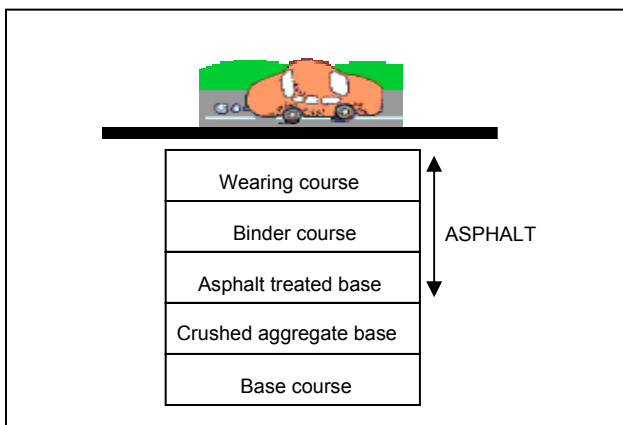 Wearing course
Binder course
ASPHALT
Asphalt treated base
Crushed aggregate base
Base course